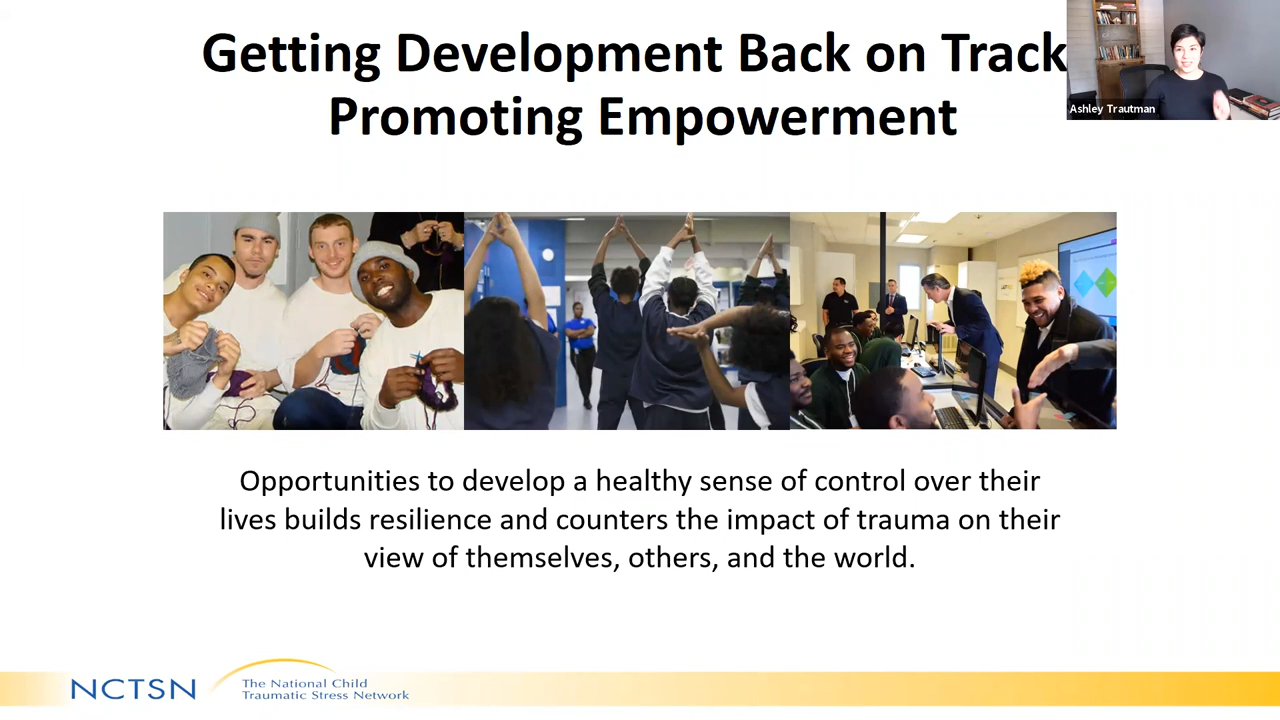 Getting Development Back on Track
Promoting Empowerment
Ashley Trautman
Opportunities to develop a healthy sense of control over their
lives builds resilience and counters the impact of trauma on their
view of themselves, others, and the world.
NCTSN
The National Child
Traumatic Stress Network